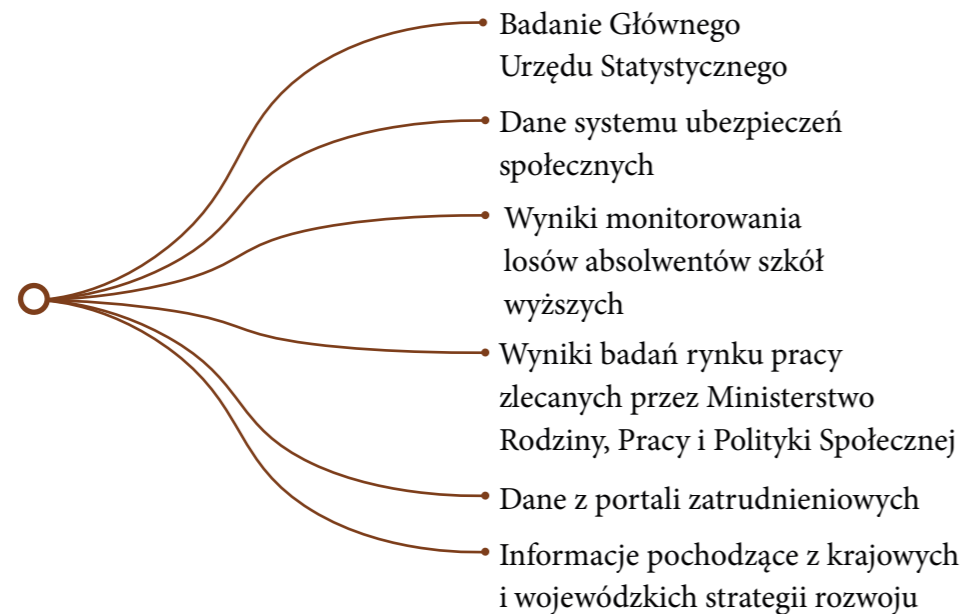 Badanie Głównego
Urzędu Statystycznego
Dane systemu ubezpieczeń
społecznych
Wyniki monitorowania
losów absolwentów szkół
wyższych
Wyniki badań rynku pracy
zlecanych przez Ministerstwo
Rodziny, Pracy i Polityki Społecznej
Dane z portali zatrudnieniowych
Informacje pochodzące z krajowych
i wojewódzkich strategii rozwoju